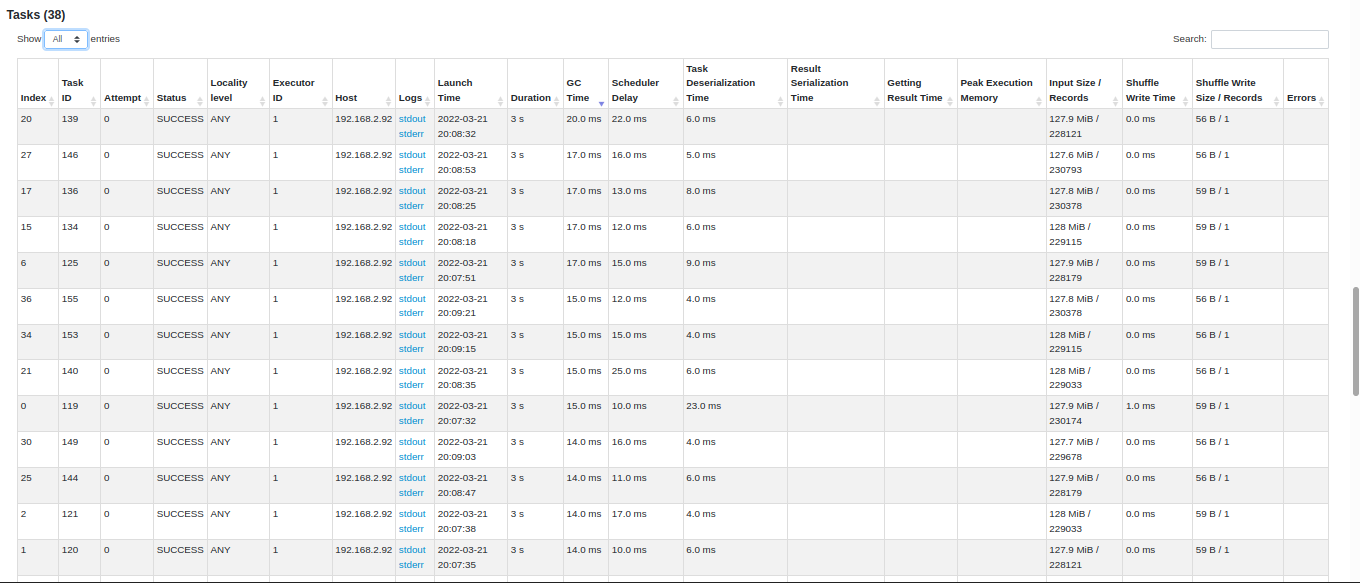 Tasks (38)
Show All entries Search:
Index Task ID Attempt Status Locality level Executor ID Host Logs Launch Time Duration GC Time Scheduler Delay Task Deserialization Time Result Serialization Time Getting Result Time Peak Execution Memory Input Size / Records Shuffle Write Time Shuffle Write Size / Records Errors
20 139 0 SUCCESS ANY 1 192.168.2.92 stdout 2022-03-21 3 s 20.0 ms 22.0 ms 6.0 ms 127.9 MiB / 0.0 ms 56 B / 1
stderr 20:08:32 228121
27 146 0 SUCCESS ANY 1 192.168.2.92 stdout 2022-03-21 3 s 17.0 ms 16.0 ms 5.0 ms 127.6 MiB / 0.0 ms 56 B / 1
stderr 20:08:53 230793
17 136 0 SUCCESS ANY 1 192.168.2.92 stdout 2022-03-21 3 s 17.0 ms 13.0 ms 8.0 ms 127.8 MiB / 0.0 ms 59 B / 1
stderr 20:08:25 230378
15 134 0 SUCCESS ANY 1 192.168.2.92 stdout 2022-03-21 3 s 17.0 ms 12.0 ms 6.0 ms 128 MiB / 0.0 ms 59 B / 1
stderr 20:08:18 229115
6 125 0 SUCCESS ANY 1 192.168.2.92 stdout 2022-03-21 3 s 17.0 ms 15.0 ms 9.0 ms 127.9 MiB / 0.0 ms 59 B / 1
stderr 20:07:51 228179
36 155 0 SUCCESS ANY 1 192.168.2.92 stdout 2022-03-21 3 s 15.0 ms 12.0 ms 4.0 ms 127.8 MiB / 0.0 ms 56 B / 1
stderr 20:09:21 230378
34 153 0 SUCCESS ANY 1 192.168.2.92 stdout 2022-03-21 3 s 15.0 ms 15.0 ms 4.0 ms 128 MiB / 0.0 ms 56 B / 1
stderr 20:09:15 229115
21 140 0 SUCCESS ANY 1 192.168.2.92 stdout 2022-03-21 3 s 15.0 ms 25.0 ms 6.0 ms 128 MiB / 0.0 ms 56 B / 1
stderr 20:08:35 229033
0 119 0 SUCCESS ANY 1 192.168.2.92 stdout 2022-03-21 3 s 15.0 ms 10.0 ms 23.0 ms 127.9 MiB / 1.0 ms 59 B / 1
stderr 20:07:32 230174
30 149 0 SUCCESS ANY 1 192.168.2.92 stdout 2022-03-21 3 s 14.0 ms 16.0 ms 4.0 ms 127.7 MiB / 0.0 ms 56 B / 1
stderr 20:09:03 229678
25 144 0 SUCCESS ANY 1 192.168.2.92 stdout 2022-03-21 3 s 14.0 ms 11.0 ms 6.0 ms 127.9 MiB / 0.0 ms 56 B / 1
stderr 20:08:47 228179
2 121 0 SUCCESS ANY 1 192.168.2.92 stdout 2022-03-21 3 s 14.0 ms 17.0 ms 4.0 ms 128 MiB / 0.0 ms 59 B / 1
stderr 20:07:38 229033
1 120 0 SUCCESS ANY 1 192.168.2.92 stdout 2022-03-21 3 s 14.0 ms 10.0 ms 6.0 ms 127.9 MiB / 0.0 ms 59 B / 1
stderr 20:07:35 228121